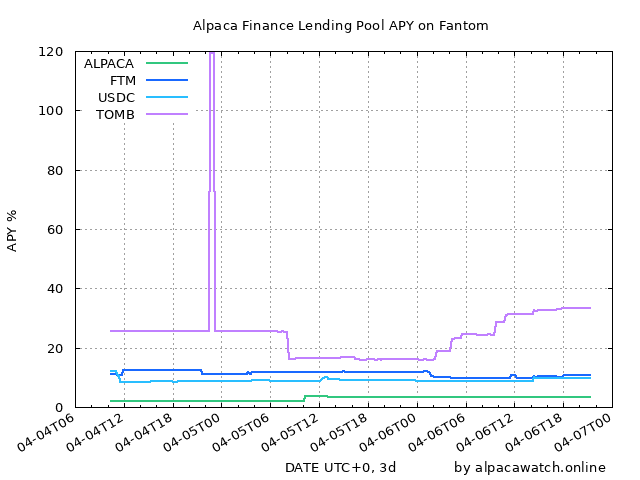 Alpaca Finance Lending Pool APY on Fantom
120
100
80
60
40
20
0
APY %
ALPACA
FTM
USDC
TOMB
04-04T06
04-04T12
04-04T18
04-05T00
04-05T06
04-05T12
04-05T18
04-06T00
04-06T06
04-06T12
04-06T18
04-07T00
DATE UTC+0, 3d
by alpacawatch.online